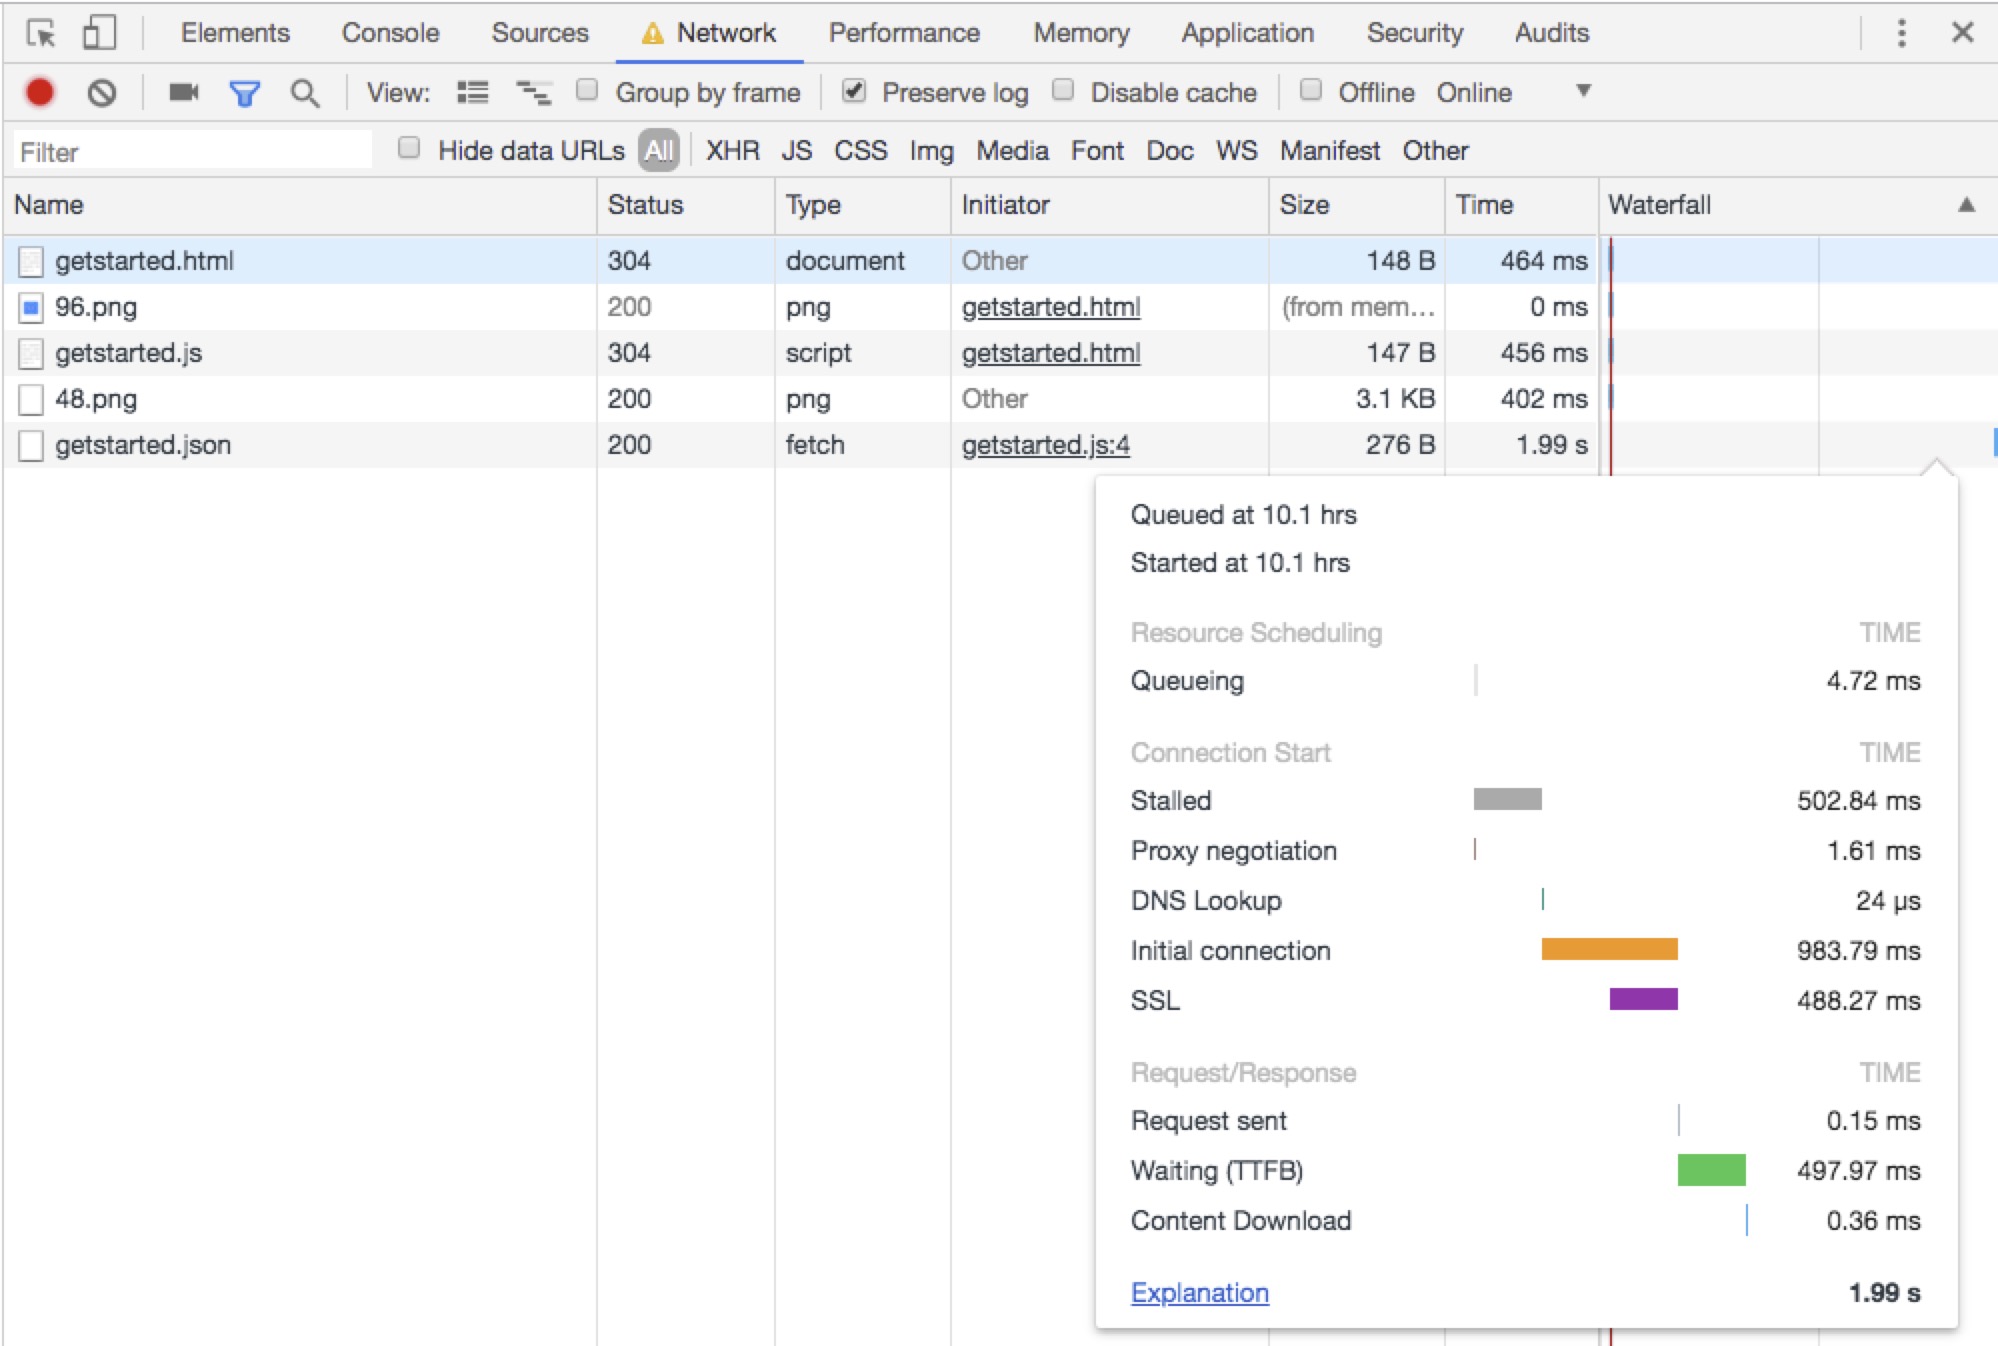 Elements Console Sources Network Performance Memory Application Security Audits
View: Group by frame Preserve log Disable cache Offline Online
Filter Hide data URLs All XHR JS CSS Img Media Font Doc WS Manifest Other
Name Status Type Initiator Size Time Waterfall
getstarted.html 304 document Other 148 B 464 ms
96.png 200 png getstarted.html (from mem... 0 ms
getstarted.js 304 script getstarted.html 147 B 456 ms
48.png 200 png Other 3.1 KB 402 ms
getstarted.json 200 fetch getstarted.js:4 276 B 1.99 s
Queued at 10.1 hrs
Started at 10.1 hrs
Resource Scheduling TIME
Queueing 4.72 ms
Connection Start TIME
Stalled 502.84 ms
Proxy negotiation 1.61 ms
DNS Lookup 24 µs
Initial connection 983.79 ms
SSL 488.27 ms
Request/Response TIME
Request sent 0.15 ms
Waiting (TTFB) 497.97 ms
Content Download 0.36 ms
Explanation 1.99 s